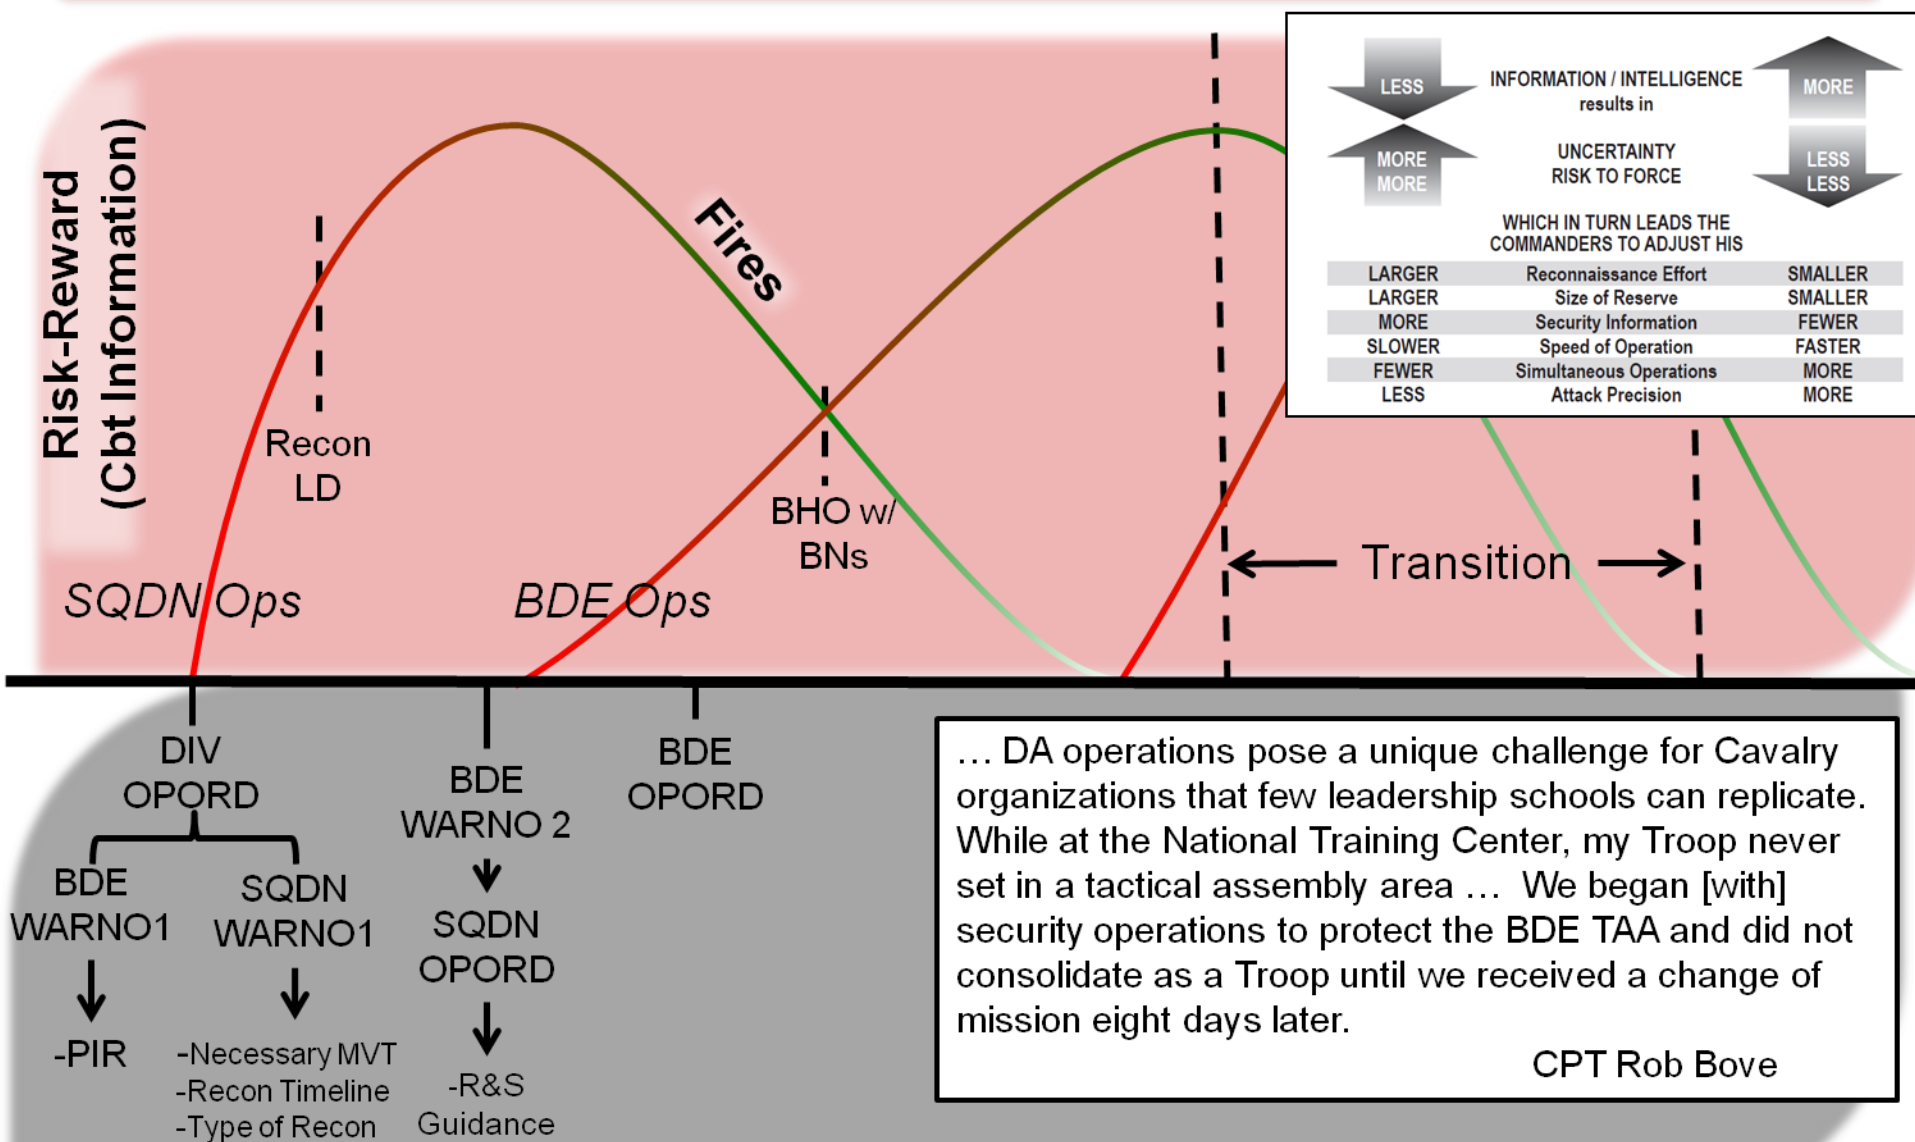 Risk-Reward
(Cbt Information)
Recon
LD
Fires
BHO w/
BNs
SQDN Ops
BDE Ops
Transition
LESS
INFORMATION / INTELLIGENCE
results in
MORE
MORE
MORE
UNCERTAINTY
RISK TO FORCE
LESS
LESS
WHICH IN TURN LEADS THE
COMMANDERS TO ADJUST HIS
LARGER Reconnaissance Effort SMALLER
LARGER Size of Reserve SMALLER
MORE Security Information FEWER
SLOWER Speed of Operation FASTER
FEWER Simultaneous Operations MORE
LESS Attack Precision MORE
DIV
OPORD
BDE
WARNO1
-PIR
SQDN
WARNO1
-Necessary MVT
-Recon Timeline
-Type of Recon
BDE
WARNO 2
SQDN
OPORD
-R&S
Guidance
BDE
OPORD
… DA operations pose a unique challenge for Cavalry
organizations that few leadership schools can replicate.
While at the National Training Center, my Troop never
set in a tactical assembly area … We began [with]
security operations to protect the BDE TAA and did not
consolidate as a Troop until we received a change of
mission eight days later.
CPT Rob Bove